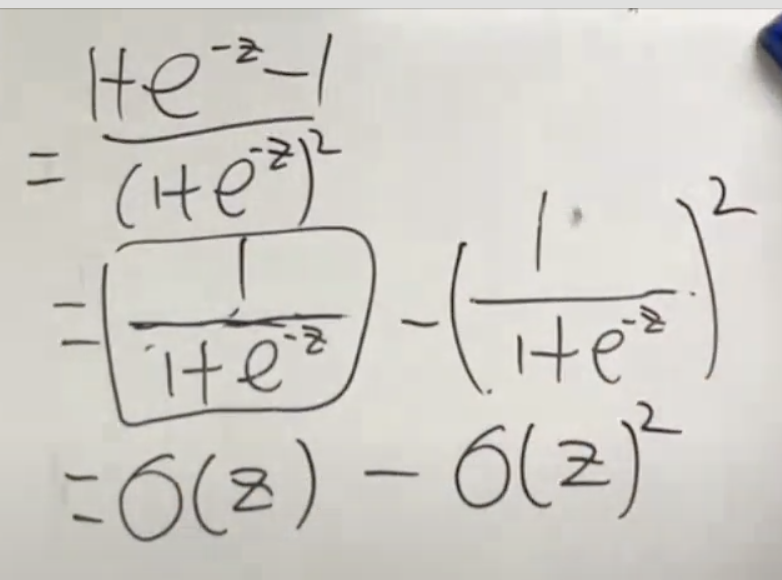 = (1+e^{-z}-1)/(1+e^{-z})^2
= 1/(1+e^{-z}) - (1/(1+e^{-z}))^2
= σ(z) - σ(z)^2